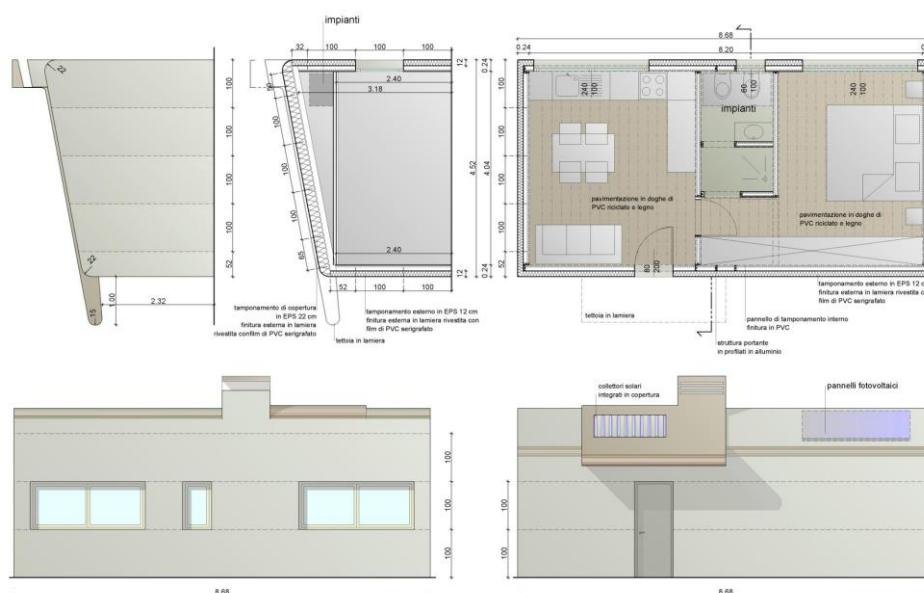 impianti
22
22
1.00
15
2.32
32 100 100 100
12
2.40
3.18
100
100
100
65
4.52
2.40
12
52 100 100
tamponamento di copertura
in EPS 22 cm
finitura esterna in lamiera
rivestita confilm di PVC serigrafato
tamponamento esterno in EPS 12 cm
finitura esterna in lamiera rivestita con
film di PVC serigrafato
tettoia in lamiera
8.68
0.24 8.20
0.24
100
100
4.04
100
100
52
0.24
240
100
60
100
impianti
240
100
pavimentazione in doghe di
PVC riciclato e legno
pavimentazione in doghe di
PVC riciclato e legno
80
200
tettoia in lamiera
tamponamento esterno in EPS 12 cm
finitura esterna in lamiera rivestita
film di PVC serigrafato
pannello di tamponamento interno
finitura in PVC
struttura portante
in profilati in alluminio
100
100
100
8.68
collettori solari
integrati in copertura
pannelli fotovoltaici
100
100
8.68